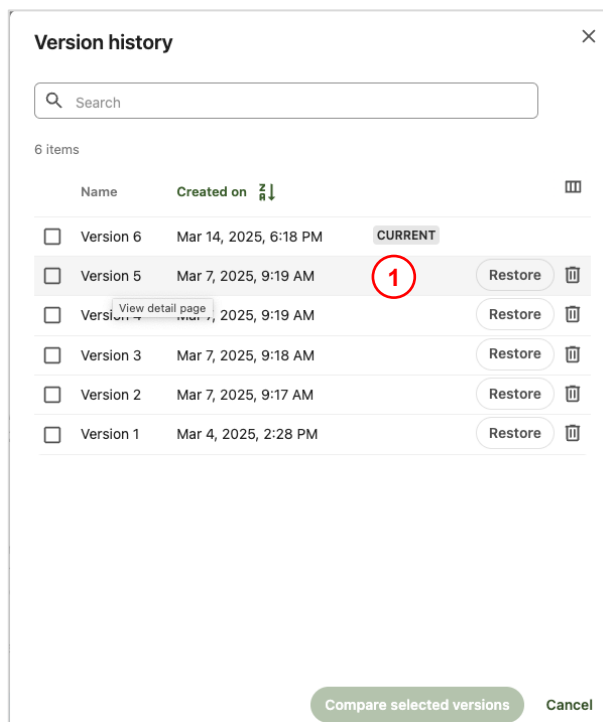 Version history
Search
6 items
Name Created on
Version 6 Mar 14, 2025, 6:18 PM CURRENT
Version 5 Mar 7, 2025, 9:19 AM 1 Restore
View detail page
Mar 7, 2025, 9:19 AM Restore
Version 3 Mar 7, 2025, 9:18 AM Restore
Version 2 Mar 7, 2025, 9:17 AM Restore
Version 1 Mar 4, 2025, 2:28 PM Restore
Compare selected versions Cancel